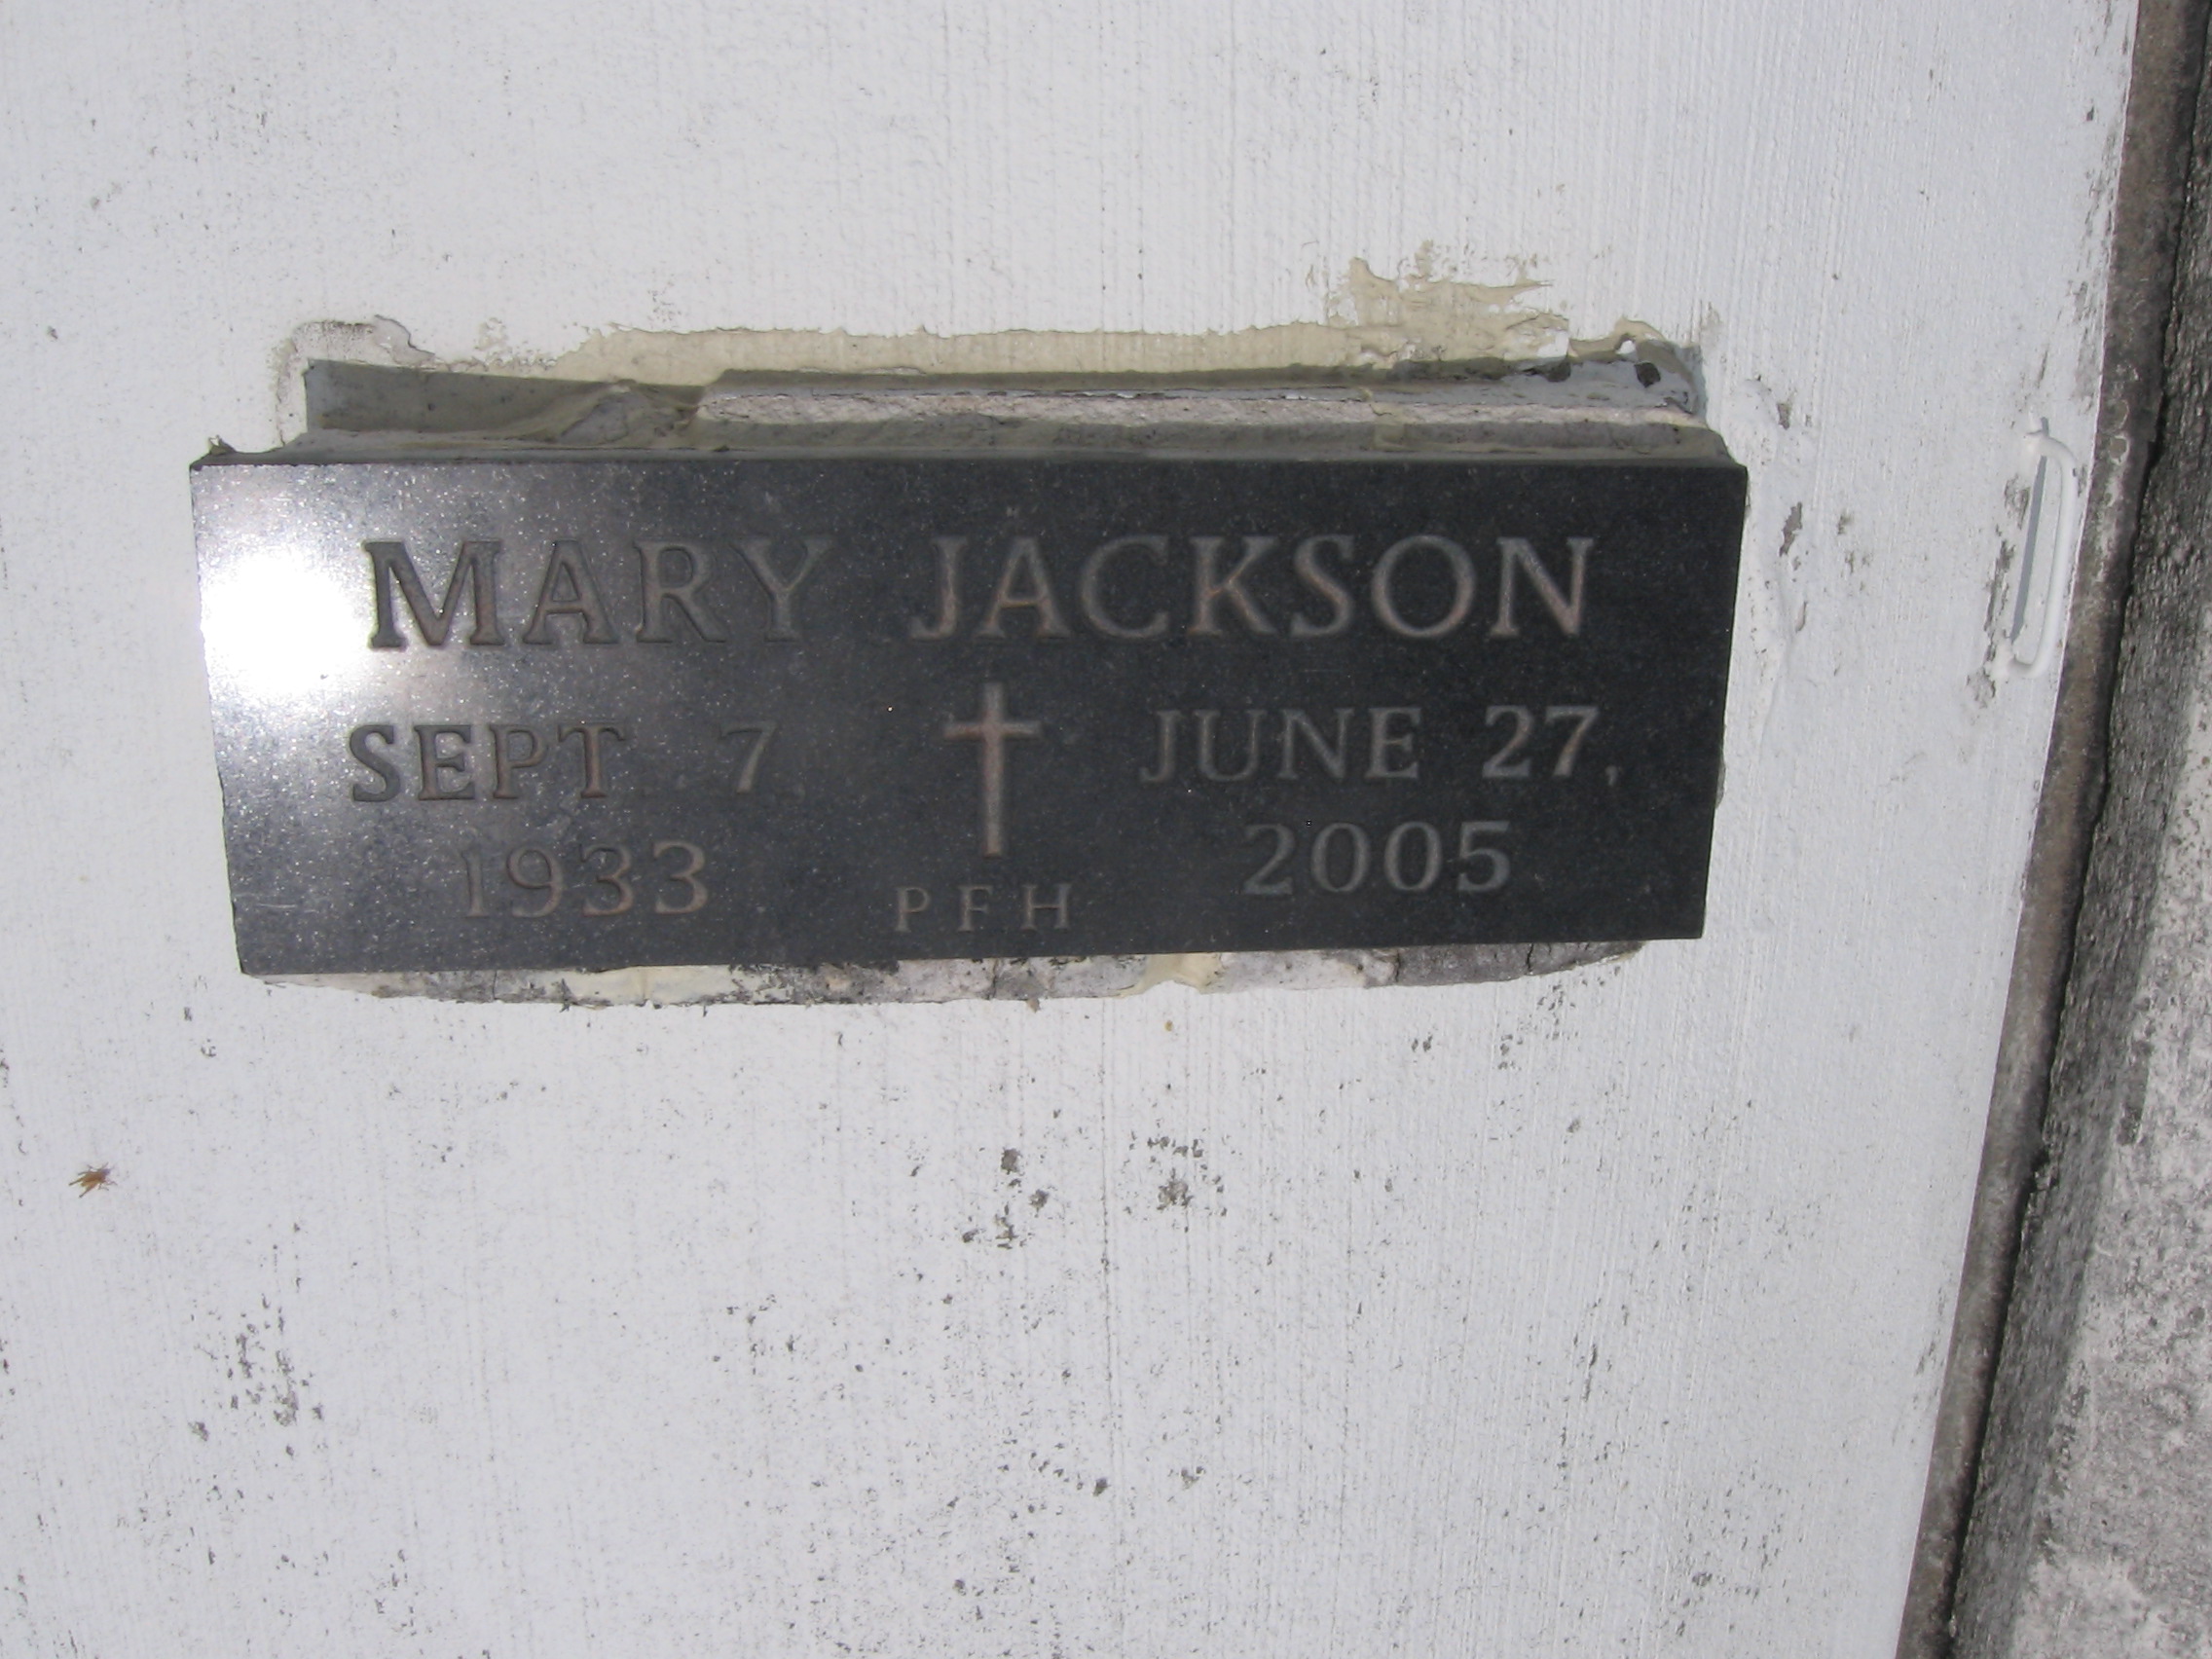 MARY JACKSON
SEPT 7 JUNE 27,
1933 2005
PFH